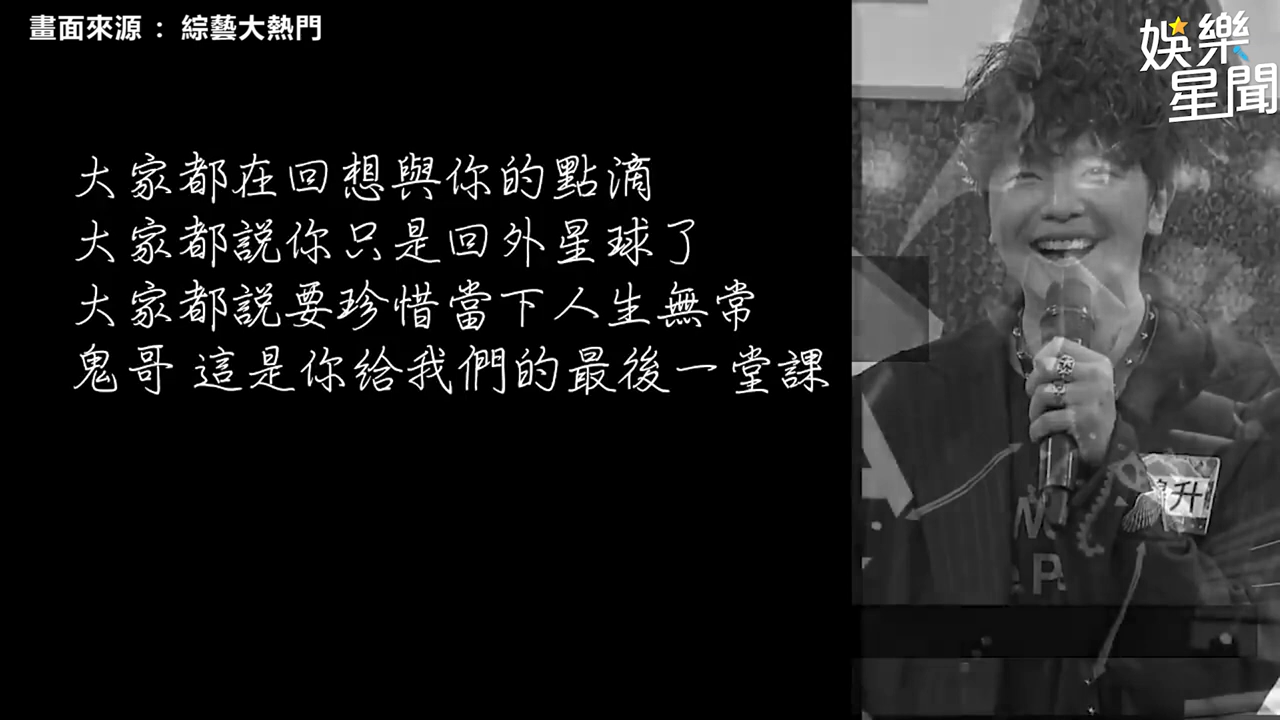 畫面來源：綜藝大熱門
娛樂
星聞
大家都在回想與你的點滴
大家都說你只是回外星球了
大家都說要珍惜當下人生無常
鬼哥 這是你給我們的最後一堂課
升